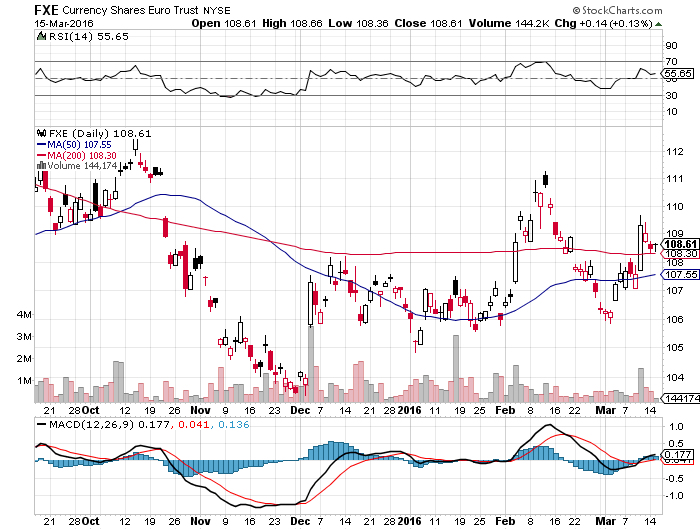 FXE Currency Shares Euro Trust NYSE © StockCharts.com
15-Mar-2016 Open 108.61 High 108.66 Low 108.36 Close 108.61 Volume 144.2K Chg +0.14 (+0.13%)
RSI(14) 55.65
90
70
55.65
50
30
10
FXE (Daily) 108.61
MA(50) 107.55
MA(200) 108.30
Volume 144,174
112
111
110
109
108.61
108.30
108
107.55
107
106
105
104
4M
3M
2M
1M
144174
21 28 Oct 12 19 26 Nov 9 16 23 Dec 7 14 21 28 2016 11 19 25 Feb 8 16 22 Mar 7 14
MACD(12,26,9) 0.177, 0.041, 0.136
1.0
0.5
0.177
-0.5
-1.0
21 28 Oct 12 19 26 Nov 9 16 23 Dec 7 14 21 28 2016 11 19 25 Feb 8 16 22 Mar 7 14